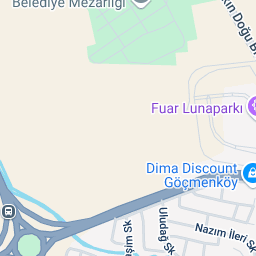 Belediye Mezarlığı
Fuar Lunaparkı
Dima Discount
Göçmenköy
Uludağ Sk
Nazım İleri Sk